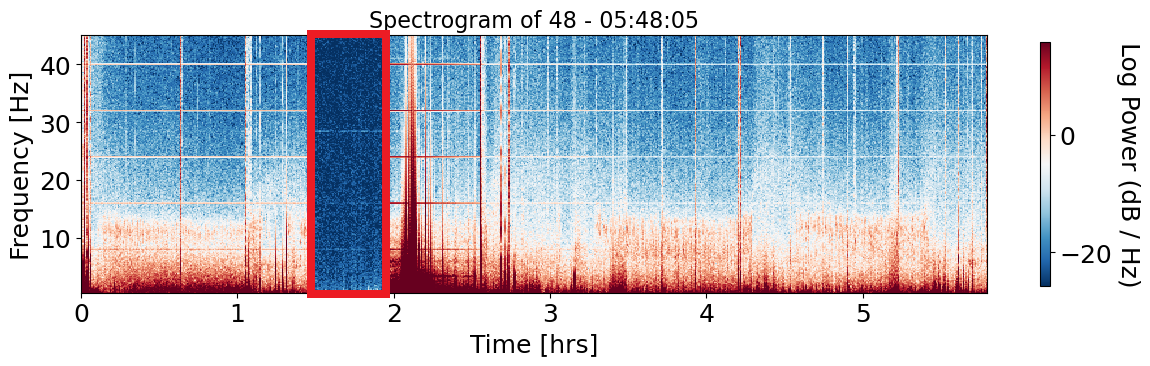 Spectrogram of 48 - 05:48:05
Frequency [Hz]
40
30
20
10
0 1 2 3 4 5
Time [hrs]
0
−20
Log Power (dB / Hz)